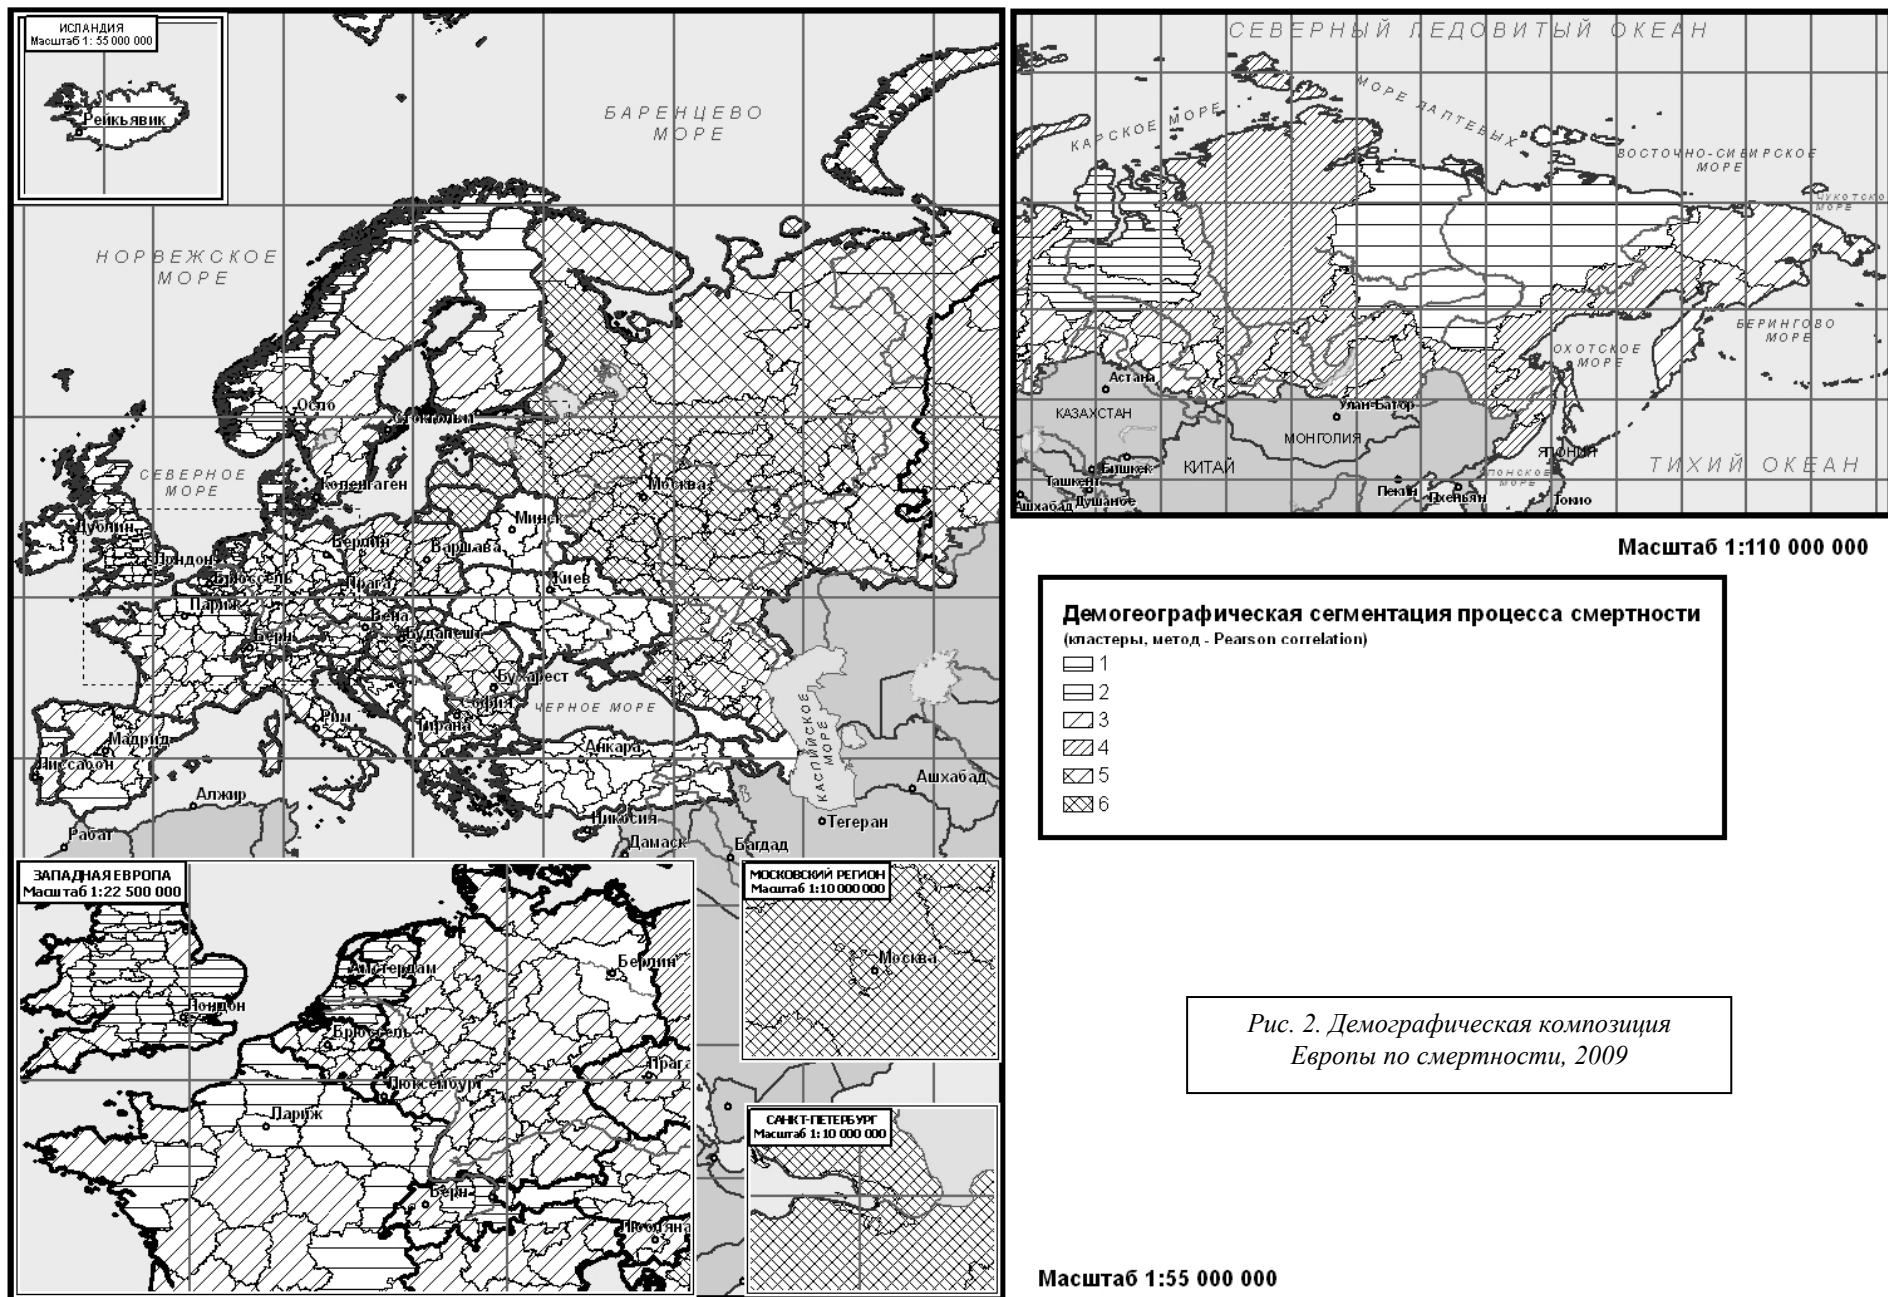 ИСЛАНДИЯ
Масштаб 1: 55 000 000
Рейкьявик
БАРЕНЦЕВО
МОРЕ
НОРВЕЖСКОЕ
МОРЕ
Осло
Стокгольм
СЕВЕРНОЕ
МОРЕ
Копенгаген
Москва
Дублин
Минск
Берлин
Варшава
Лондон
Брюссель
Прага
Киев
Париж
Вена
Берн
Будапешт
Бухарест
София
ЧЕРНОЕ МОРЕ
Рим
Тирана
Мадрид
Анкара
Лиссабон
КАСПИЙСКОЕ
МОРЕ
Ашхабад
Алжир
Никосия
Тегеран
Рабат
Дамаск
Багдад
ЗАПАДНАЯ ЕВРОПА
Масштаб 1:22 500 000
Амстердам
Берлин
Лондон
Брюссель
Прага
Люксембург
Париж
Берн
Любляна
МОСКОВСКИЙ РЕГИОН
Масштаб 1:10 000 000
Москва
САНКТ-ПЕТЕРБУРГ
Масштаб 1: 10 000 000
СЕВЕРНЫЙ ЛЕДОВИТЫЙ ОКЕАН
КАРСКОЕ МОРЕ
МОРЕ ЛАПТЕВЫХ
ВОСТОЧНО-СИБИРСКОЕ
МОРЕ
ЧУКОТСКО
МОРЕ
БЕРИНГОВО
МОРЕ
ОХОТСКОЕ
МОРЕ
Астана
КАЗАХСТАН
Улан-Батор
МОНГОЛИЯ
Бишкек
КИТАЙ
ЯПОНИЯ
ЯПОНСКОЕ
МОРЕ
ТИХИЙ ОКЕАН
Ташкент
Пекин
Пхеньян
Ашхабад
Душанбе
Токио
Масштаб 1:110 000 000
Демогеографическая сегментация процесса смертности
(кластеры, метод - Pearson correlation)
1
2
3
4
5
6
Рис. 2. Демографическая композиция
Европы по смертности, 2009
Масштаб 1:55 000 000